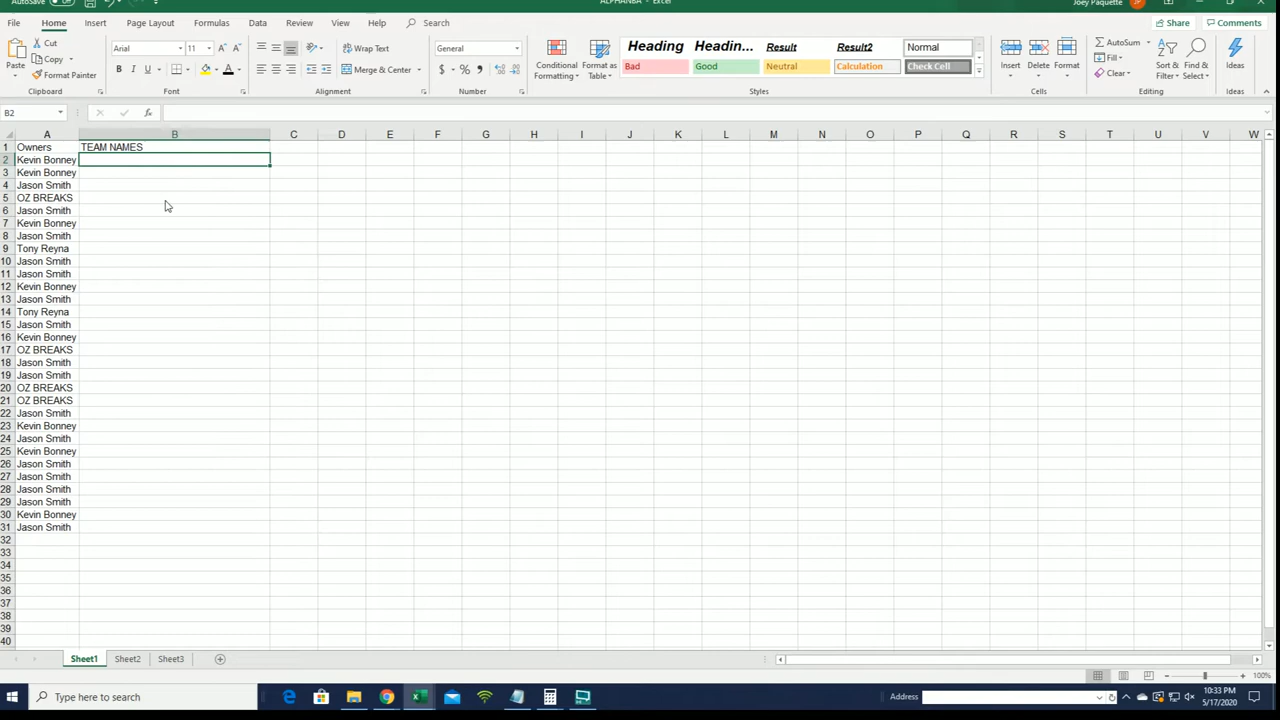 AutoSave
ALPHANBA - Excel
Joey Paquette
JP
File Home Insert Page Layout Formulas Data Review View Help Search
Share Comments
Paste Cut Copy Format Painter
Arial 11
B I U
Wrap Text
Merge & Center
General
$ % ,
Conditional Formatting
Format as Table
Heading Headin... Result Result2 Normal
Bad Good Neutral Calculation Check Cell
Insert Delete Format
AutoSum
Fill
Clear
Sort & Filter
Find & Select
Ideas
Clipboard Font Alignment Number Styles Cells Editing Ideas
B2 fx
A B C D E F G H I J K L M N O P Q R S T U V W
1 Owners TEAM NAMES
2 Kevin Bonney
3 Kevin Bonney
4 Jason Smith
5 OZ BREAKS
6 Jason Smith
7 Kevin Bonney
8 Jason Smith
9 Tony Reyna
10 Jason Smith
11 Jason Smith
12 Kevin Bonney
13 Jason Smith
14 Tony Reyna
15 Jason Smith
16 Kevin Bonney
17 OZ BREAKS
18 Jason Smith
19 Jason Smith
20 OZ BREAKS
21 OZ BREAKS
22 Jason Smith
23 Kevin Bonney
24 Jason Smith
25 Kevin Bonney
26 Jason Smith
27 Jason Smith
28 Jason Smith
29 Jason Smith
30 Kevin Bonney
31 Jason Smith
32
33
34
35
36
37
38
39
40
Sheet1 Sheet2 Sheet3
100%
Type here to search
Address
10:33 PM
5/17/2020